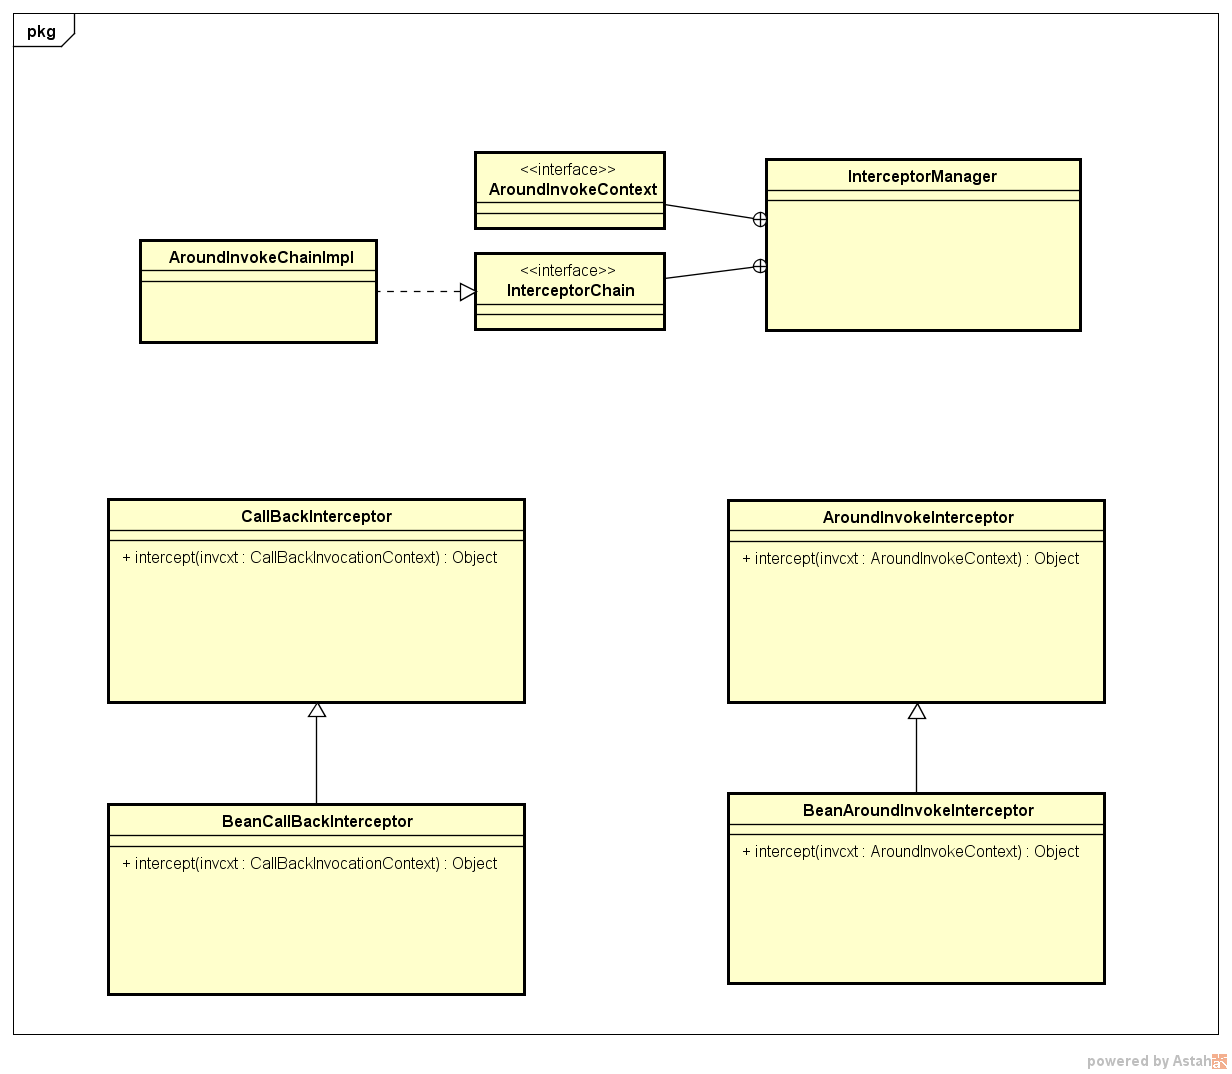 pkg
<<interface>>
AroundInvokeContext
InterceptorManager
AroundInvokeChainImpl
<<interface>>
InterceptorChain
CallBackInterceptor
+ intercept(invcxt : CallBackInvocationContext) : Object
AroundInvokeInterceptor
+ intercept(invcxt : AroundInvokeContext) : Object
BeanCallBackInterceptor
+ intercept(invcxt : CallBackInvocationContext) : Object
BeanAroundInvokeInterceptor
+ intercept(invcxt : AroundInvokeContext) : Object
powered by Astah